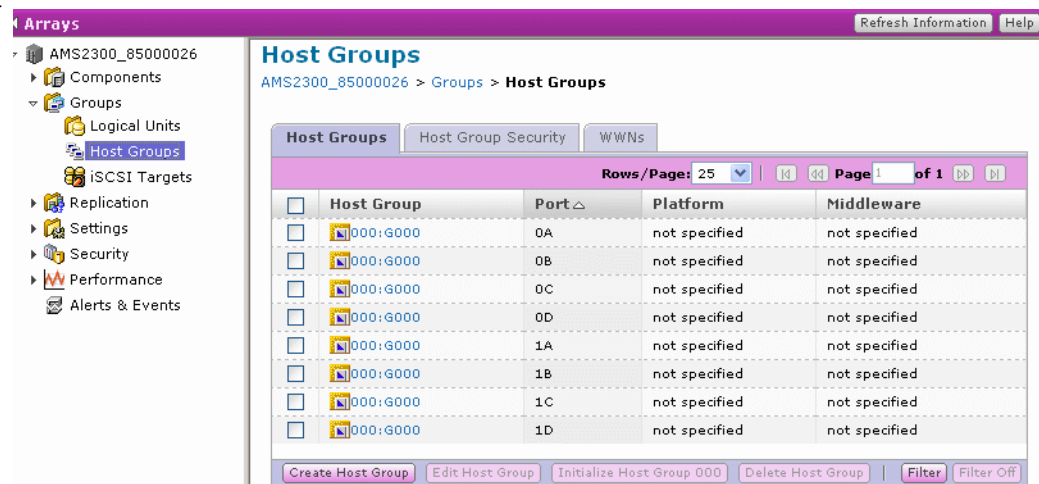 Arrays
Refresh Information Help
AMS2300_85000026
Components
Groups
Logical Units
Host Groups
iSCSI Targets
Replication
Settings
Security
Performance
Alerts & Events
Host Groups
AMS2300_85000026 > Groups > Host Groups
Host Groups Host Group Security WWNs
Rows/Page: 25 Page 1 of 1
Host Group Port Platform Middleware
000:G000 0A not specified not specified
000:G000 0B not specified not specified
000:G000 0C not specified not specified
000:G000 0D not specified not specified
000:G000 1A not specified not specified
000:G000 1B not specified not specified
000:G000 1C not specified not specified
000:G000 1D not specified not specified
Create Host Group Edit Host Group Initialize Host Group 000 Delete Host Group | Filter Filter Off